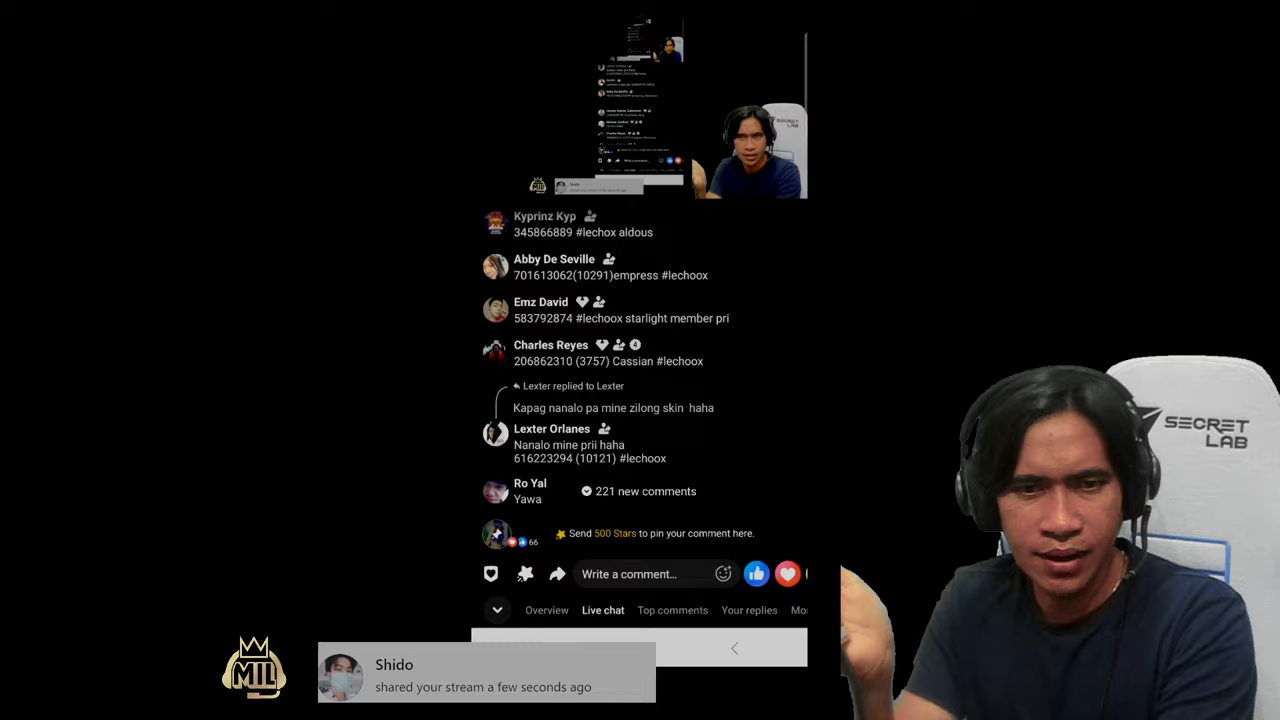 Kyprinz Kyp
345866889 #lechox aldous
Abby De Seville
701613062(10291)empress #lechoox
Emz David
583792874 #lechoox starlight member pri
Charles Reyes
206862310 (3757) Cassian #lechoox
Lexter replied to Lexter
Kapag nanalo pa mine zilong skin haha
Lexter Orlanes
Nanalo mine prii haha
616223294 (10121) #lechoox
Ro Yal
Yawa
221 new comments
Send 500 Stars to pin your comment here.
66
Write a comment...
Overview Live chat Top comments Your replies Mo
MIL
Shido
shared your stream a few seconds ago
SECRET
LAB
SECRET
LAB